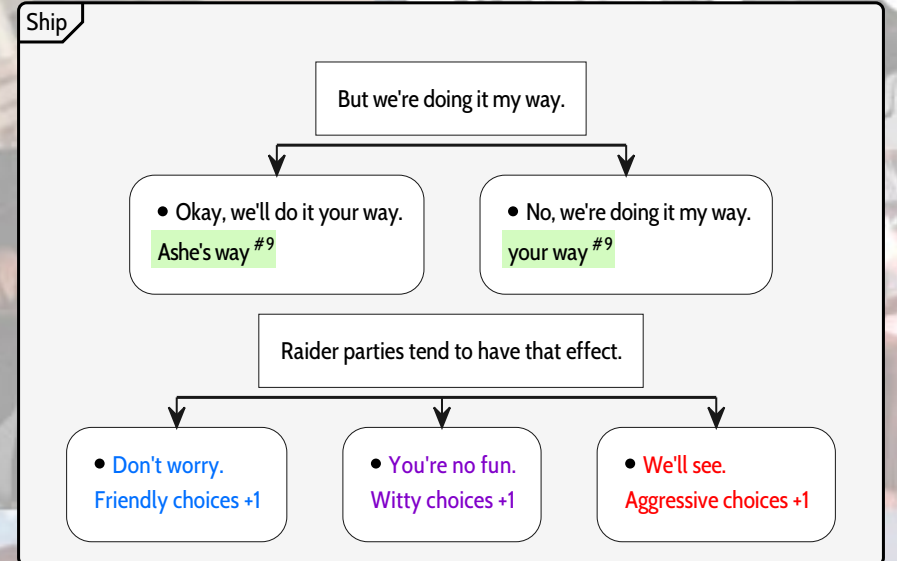 Ship
But we're doing it my way.
• Okay, we'll do it your way.
Ashe's way #9
• No, we're doing it my way.
your way #9
Raider parties tend to have that effect.
• Don't worry.
Friendly choices +1
• You're no fun.
Witty choices +1
• We'll see.
Aggressive choices +1